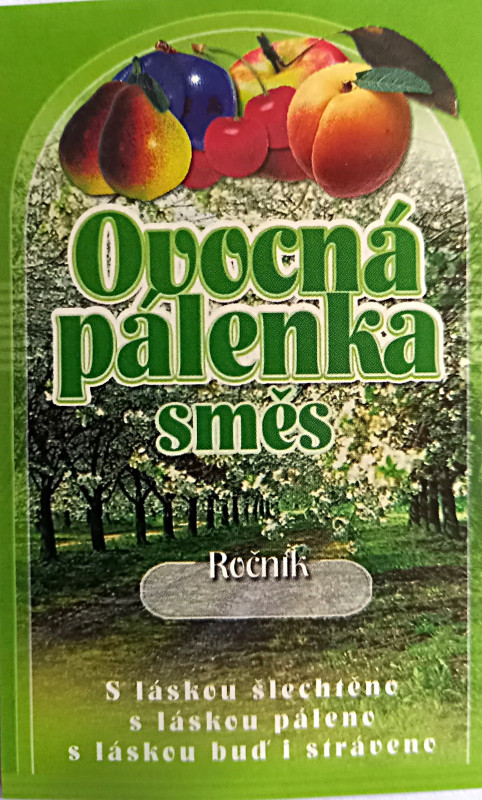 Ovocná
pálenka
směs
Ročník
S láskou šlechtěno
s láskou páleno
s láskou buď i stráveno